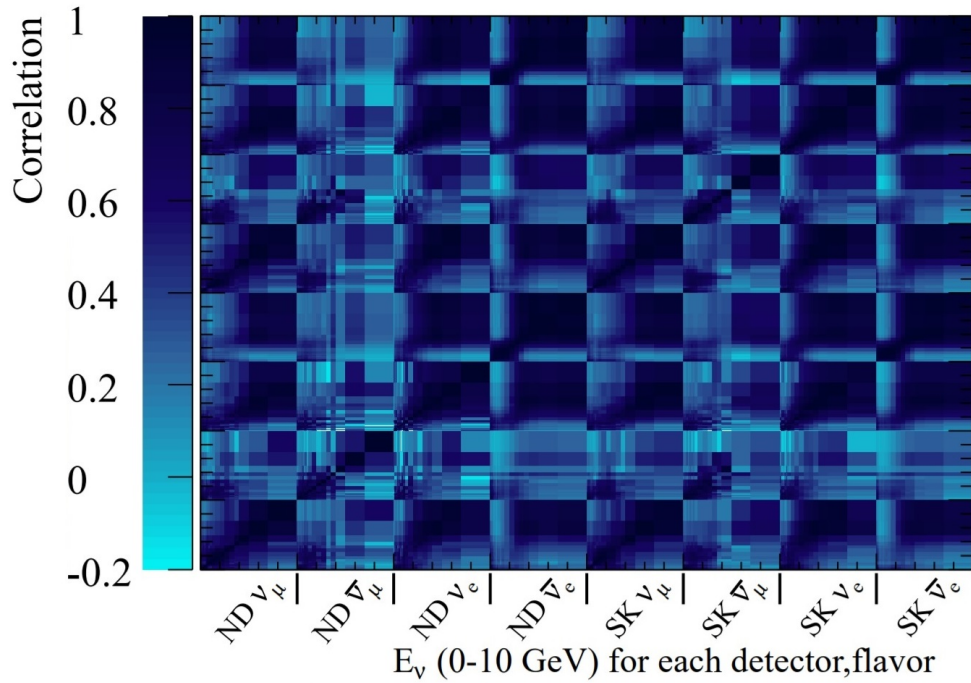 Correlation
1
0.8
0.6
0.4
0.2
0
-0.2
ND ν_μ
ND ν̅_μ
ND ν_e
ND ν̅_e
SK ν_μ
SK ν̅_μ
SK ν_e
SK ν̅_e
E_ν (0-10 GeV) for each detector,flavor